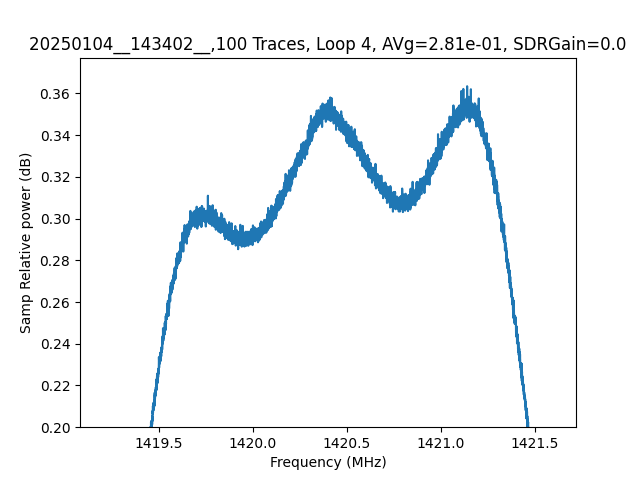 20250104__143402__,100 Traces, Loop 4, AVg=2.81e-01, SDRGain=0.0
Samp Relative power (dB)
0.36
0.34
0.32
0.30
0.28
0.26
0.24
0.22
0.20
1419.5 1420.0 1420.5 1421.0 1421.5
Frequency (MHz)